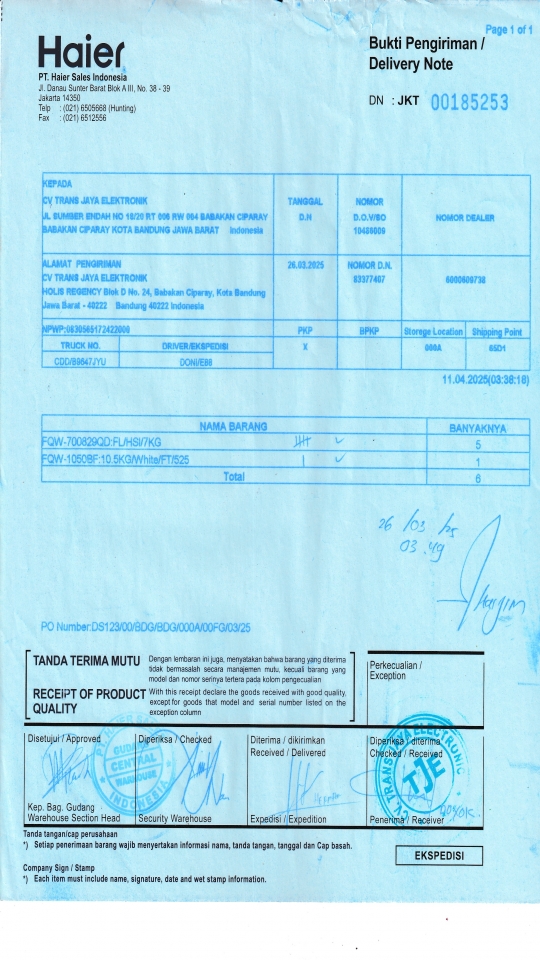 Page 1 of 1
Haier
Bukti Pengiriman /
Delivery Note
PT. Haier Sales Indonesia
Jl. Danau Sunter Barat Blok A III, No. 38 - 39
Jakarta 14350
Telp : (021) 6505668 (Hunting)
Fax : (021) 6512556
DN : JKT 00185253
KEPADA
CV TRANS JAYA ELEKTRONIK
JL SUMBER ENDAH NO 18/20 RT 006 RW 004 BABAKAN CIPARAY
BABAKAN CIPARAY KOTA BANDUNG JAWA BARAT Indonesia
TANGGAL
D.N
NOMOR
D.O.V/SO
10486009
NOMOR DEALER
ALAMAT PENGIRIMAN
CV TRANS JAYA ELEKTRONIK
HOLIS REGENCY Blok D No. 24, Babakan Ciparay, Kota Bandung
Jawa Barat - 40222 Bandung 40222 Indonesia
26.03.2025
NOMOR D.N.
83377407
6000609738
NPWP:0830565172422000
PKP
BPKP
Storege Location
Shipping Point
TRUCK NO.
DRIVER/EKSPEDISI
X
000A
85D1
CDD/B9647JYU
DONI/E86
11.04.2025(03:38:16)
NAMA BARANG
BANYAKNYA
FQW-700829QD:FL/HSI/7KG
5
FQW-1050BF:10.5KG/White/FT/525
1
Total
6
26 /03 /25
03.49
PO Number:DS123/00/BDG/BDG/000A/00FG/03/25
TANDA TERIMA MUTU
Dengan lembaran ini juga, menyatakan bahwa barang yang diterima
tidak bermasalah secara manajemen mutu, kecuali barang yang
model dan nomor serinya tertera pada kolom pengecualian
RECEIPT OF PRODUCT
QUALITY
With this receipt declare the goods received with good quality,
except for goods that model and serial number listed on the
exception column
Perkecualian /
Exception
Disetujui / Approved
Diperiksa / Checked
Diterima / dikirimkan
Received / Delivered
Diperiksa / diterima
Checked / Received
GUDANG
CENTRAL
WAREHOUSE
INDONESIA
CV. TRANS JAYA ELECTRONIC
TJE
Kep. Bag. Gudang
Warehouse Section Head
Security Warehouse
Expedisi / Expedition
Penerima / Receiver
Tanda tangan/cap perusahaan
*) Setiap penerimaan barang wajib menyertakan informasi nama, tanda tangan, tanggal dan Cap basah.
EKSPEDISI
Company Sign / Stamp
*) Each item must include name, signature, date and wet stamp information.